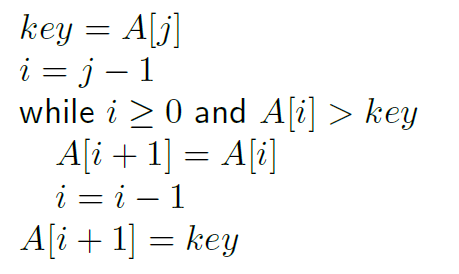 key = A[j]
i = j − 1
while i ≥ 0 and A[i] > key
A[i + 1] = A[i]
i = i − 1
A[i + 1] = key